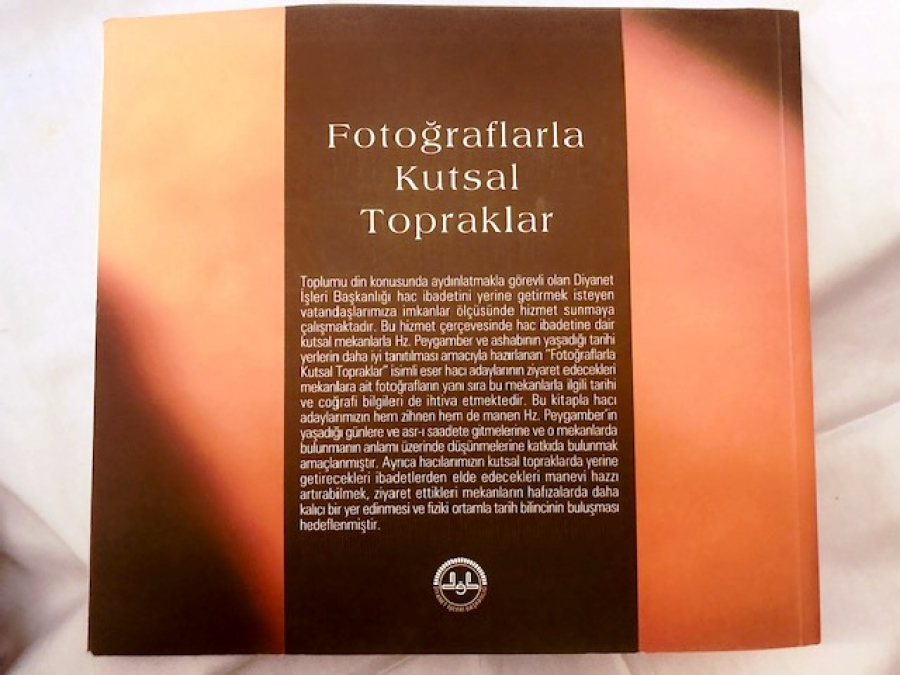 Fotoğraflarla
Kutsal
Topraklar
Toplumu din konusunda aydınlatmakla görevli olan Diyanet
İşleri Başkanlığı hac ibadetini yerine getirmek isteyen
vatandaşlarımıza imkanlar ölçüsünde hizmet sunmaya
çalışmaktadır. Bu hizmet çerçevesinde hac ibadetine dair
kutsal mekanlarla Hz. Peygamber ve ashabının yaşadığı tarihi
yerlerin daha iyi tanıtılması amacıyla hazırlanan "Fotoğraflarla
Kutsal Topraklar" isimli eser hacı adaylarının ziyaret edecekleri
mekanlara ait fotoğrafların yanı sıra bu mekanlarla ilgili tarihi
ve coğrafi bilgileri de ihtiva etmektedir. Bu kitapla hacı
adaylarımızın hem zihnen hem de manen Hz. Peygamber'in
yaşadığı günlere ve asr-ı saadete gitmelerine ve o mekanlarda
bulunmanın anlamı üzerinde düşünmelerine katkıda bulunmak
amaçlanmıştır. Ayrıca hacılarımızın kutsal topraklarda yerine
getirecekleri ibadetlerden elde edecekleri manevi hazzı
artırabilmek, ziyaret ettikleri mekanların hafızalarda daha
kalıcı bir yer edinmesi ve fiziki ortamla tarih bilincinin buluşması
hedeflenmiştir.
DİYANET İŞLERİ BAŞKANLIĞI